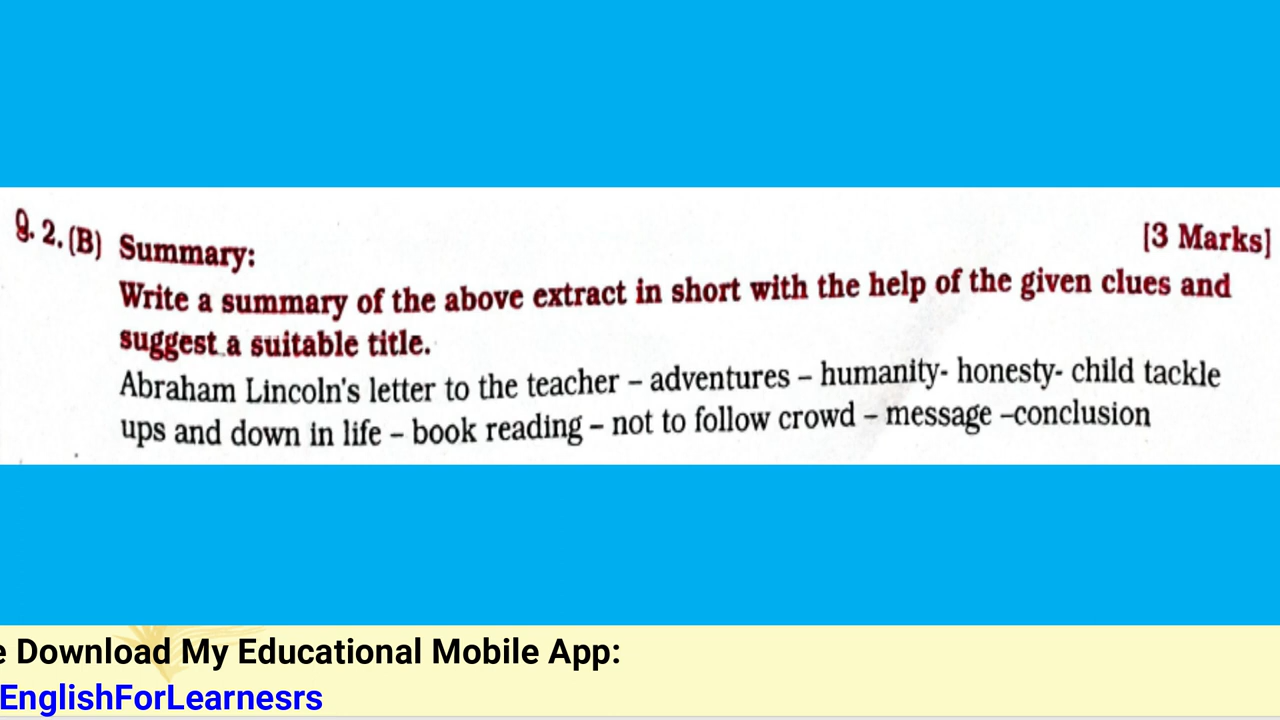 Q. 2. (B) Summary: [3 Marks]
Write a summary of the above extract in short with the help of the given clues and
suggest a suitable title.
Abraham Lincoln's letter to the teacher – adventures – humanity- honesty- child tackle
ups and down in life – book reading – not to follow crowd – message –conclusion
e Download My Educational Mobile App:
EnglishForLearnesrs